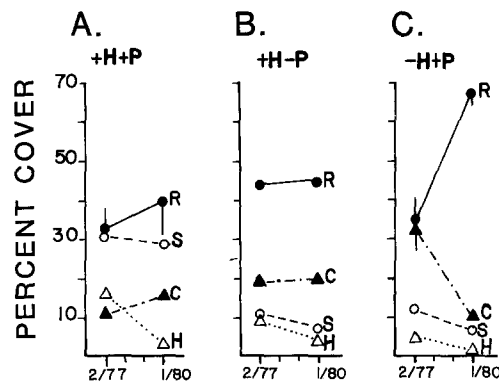 A. B. C.
+H+P +H−P −H+P
PERCENT COVER
70
50
30
10
R
S
C
H
2/77 1/80
R
C
S
H
2/77 1/80
R
C
S
H
2/77 1/80